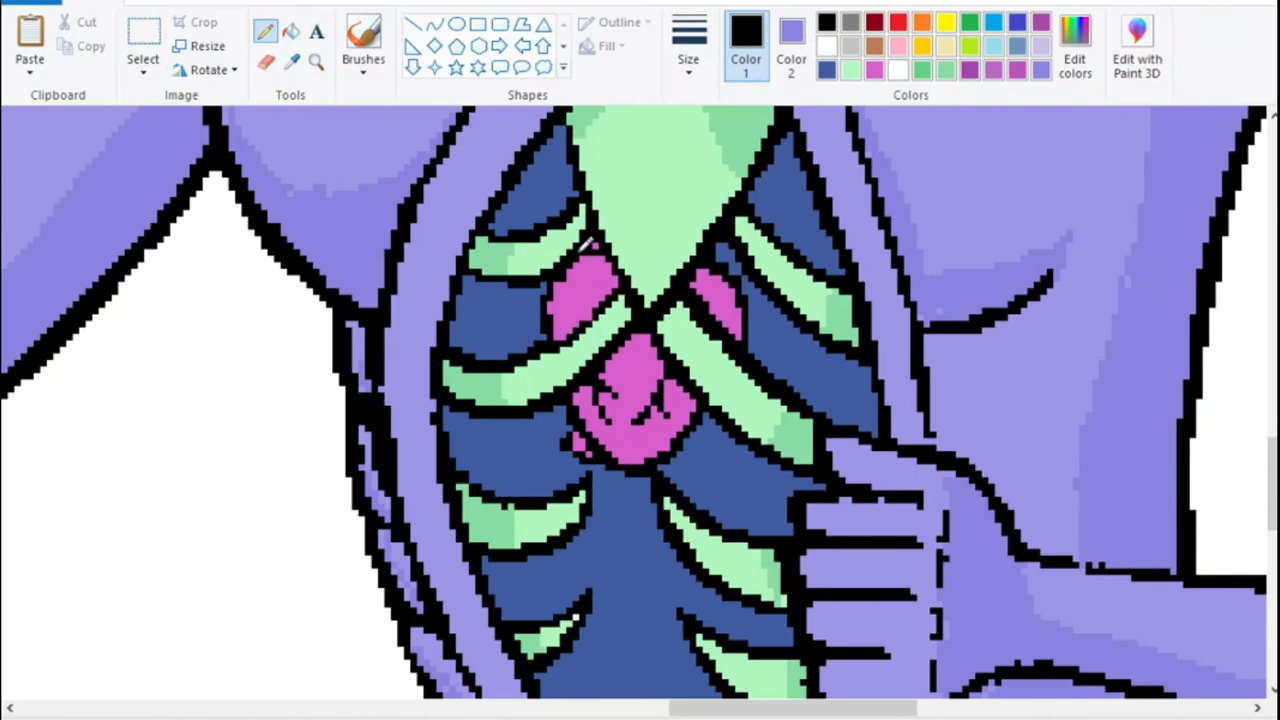 Cut
Copy
Paste
Clipboard
Select
Crop
Resize
Rotate
Image
A
Tools
Brushes
Outline
Fill
Shapes
Size
Color 1
Color 2
Edit colors
Colors
Edit with Paint 3D